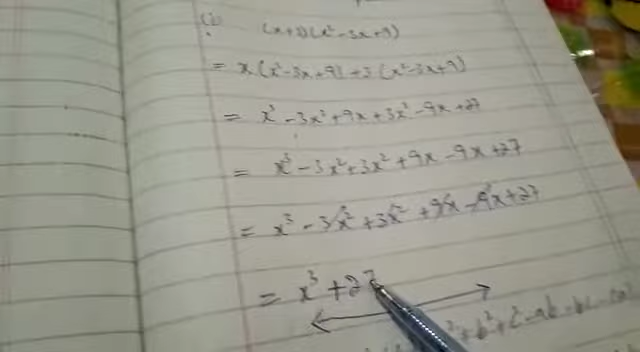 (i) (x+3)(x²-3x+9)
= x(x²-3x+9)+3(x²-3x+9)
= x³-3x²+9x+3x²-9x+27
= x³-3x²+3x²+9x-9x+27
= x³-3x²+3x²+9x-9x+27
= x³+27